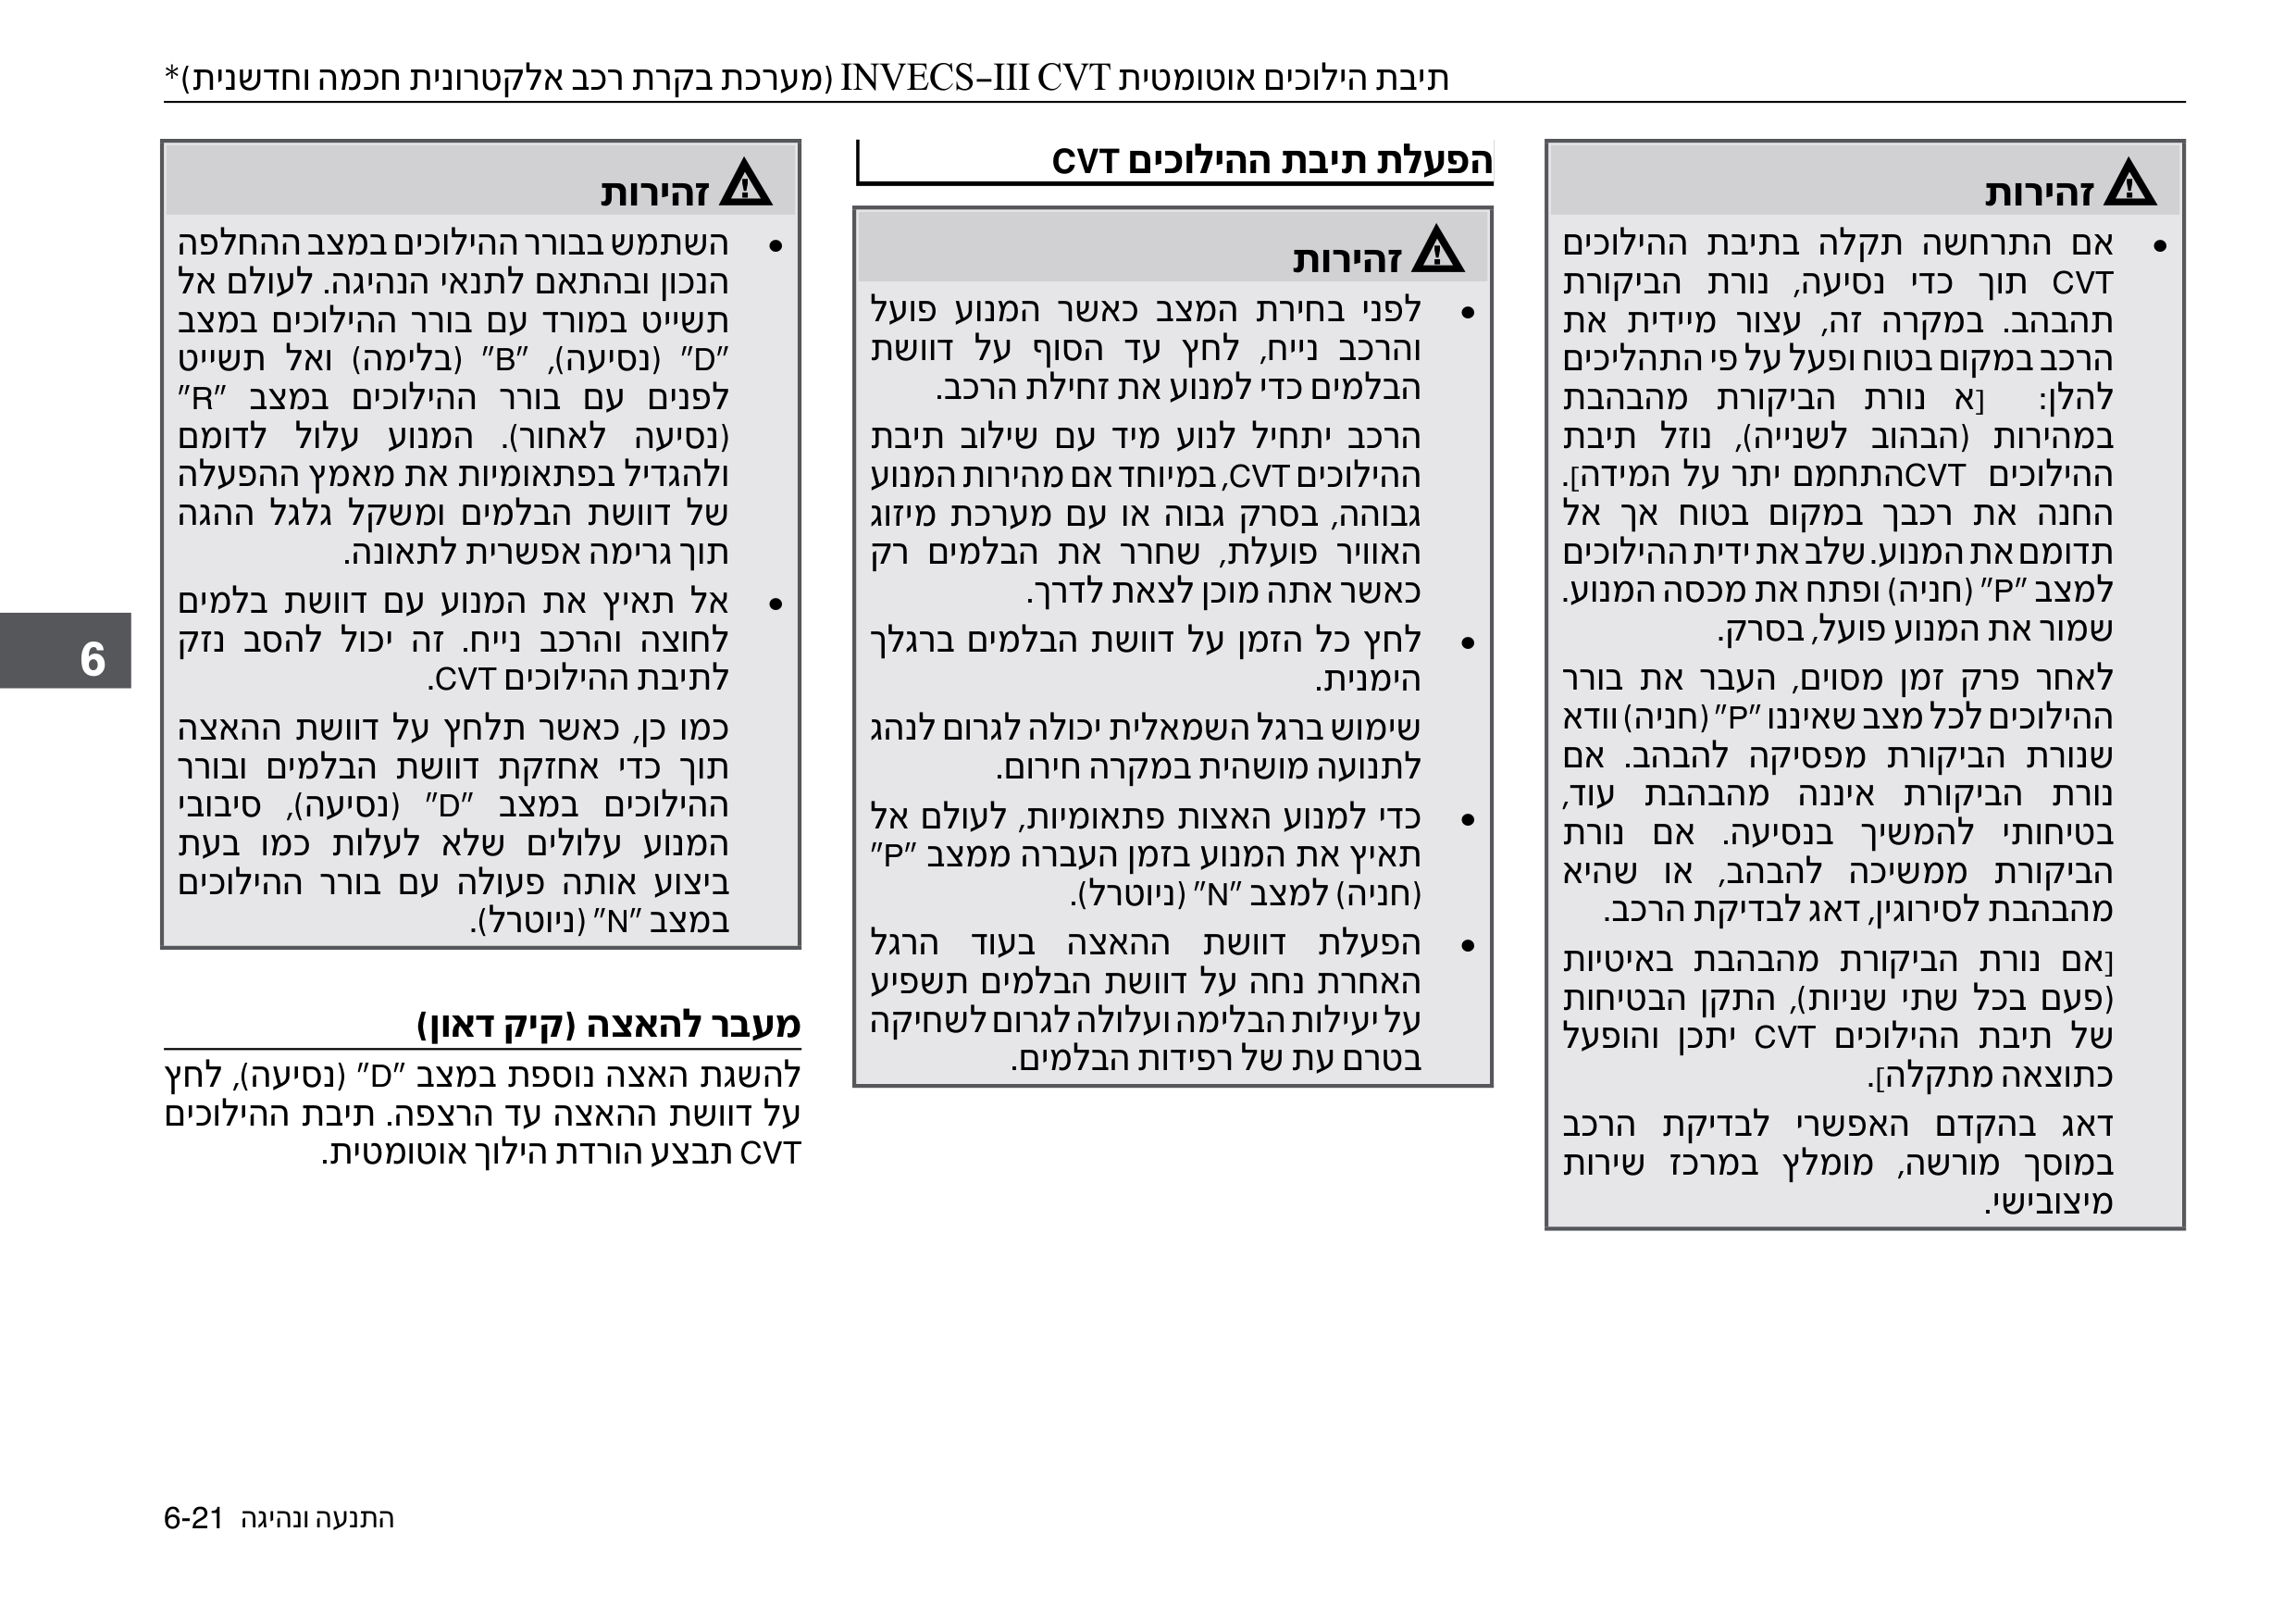 תיבת הילוכים אוטומטית INVECS-III CVT (מערכת בקרת רכב אלקטרונית חכמה וחדשנית)*
זהירות
• אם התרחשה תקלה בתיבת ההילוכים
CVT תוך כדי נסיעה, נורת הביקורת
תהבהב. במקרה זה, עצור מיידית את
הרכב במקום בטוח ופעל על פי התהליכים
להלן: [א נורת הביקורת מהבהבת
במהירות (הבהוב לשנייה), נוזל תיבת
ההילוכים CVTהתחמם יתר על המידה].
החנה את רכבך במקום בטוח אך אל
תדומם את המנוע. שלב את ידית ההילוכים
למצב "P" (חניה) ופתח את מכסה המנוע.
שמור את המנוע פועל, בסרק.
לאחר פרק זמן מסוים, העבר את בורר
ההילוכים לכל מצב שאיננו "P" (חניה) וודא
שנורת הביקורת מפסיקה להבהב. אם
נורת הביקורת איננה מהבהבת עוד,
בטיחותי להמשיך בנסיעה. אם נורת
הביקורת ממשיכה להבהב, או שהיא
מהבהבת לסירוגין, דאג לבדיקת הרכב.
[אם נורת הביקורת מהבהבת באיטיות
(פעם בכל שתי שניות), התקן הבטיחות
של תיבת ההילוכים CVT יתכן והופעל
כתוצאה מתקלה].
דאג בהקדם האפשרי לבדיקת הרכב
במוסך מורשה, מומלץ במרכז שירות
מיצובישי.
הפעלת תיבת ההילוכים CVT
זהירות
• לפני בחירת המצב כאשר המנוע פועל
והרכב נייח, לחץ עד הסוף על דוושת
הבלמים כדי למנוע את זחילת הרכב.
הרכב יתחיל לנוע מיד עם שילוב תיבת
ההילוכים CVT, במיוחד אם מהירות המנוע
גבוהה, בסרק גבוה או עם מערכת מיזוג
האוויר פועלת, שחרר את הבלמים רק
כאשר אתה מוכן לצאת לדרך.
• לחץ כל הזמן על דוושת הבלמים ברגלך
הימנית.
שימוש ברגל השמאלית יכולה לגרום לנהג
לתנועה מושהית במקרה חירום.
• כדי למנוע האצות פתאומיות, לעולם אל
תאיץ את המנוע בזמן העברה ממצב "P"
(חניה) למצב "N" (ניוטרל).
• הפעלת דוושת ההאצה בעוד הרגל
האחרת נחה על דוושת הבלמים תשפיע
על יעילות הבלימה ועלולה לגרום לשחיקה
בטרם עת של רפידות הבלמים.
זהירות
• השתמש בבורר ההילוכים במצב ההחלפה
הנכון ובהתאם לתנאי הנהיגה. לעולם אל
תשייט במורד עם בורר ההילוכים במצב
"D" (נסיעה), "B" (בלימה) ואל תשייט
לפנים עם בורר ההילוכים במצב "R"
(נסיעה לאחור). המנוע עלול לדומם
ולהגדיל בפתאומיות את מאמץ ההפעלה
של דוושת הבלמים ומשקל גלגל ההגה
תוך גרימה אפשרית לתאונה.
• אל תאיץ את המנוע עם דוושת בלמים
לחוצה והרכב נייח. זה יכול להסב נזק
לתיבת ההילוכים CVT.
כמו כן, כאשר תלחץ על דוושת ההאצה
תוך כדי אחזקת דוושת הבלמים ובורר
ההילוכים במצב "D" (נסיעה), סיבובי
המנוע עלולים שלא לעלות כמו בעת
ביצוע אותה פעולה עם בורר ההילוכים
במצב "N" (ניוטרל).
מעבר להאצה (קיק דאון)
להשגת האצה נוספת במצב "D" (נסיעה), לחץ
על דוושת ההאצה עד הרצפה. תיבת ההילוכים
CVT תבצע הורדת הילוך אוטומטית.
6
התנעה ונהיגה 6-21